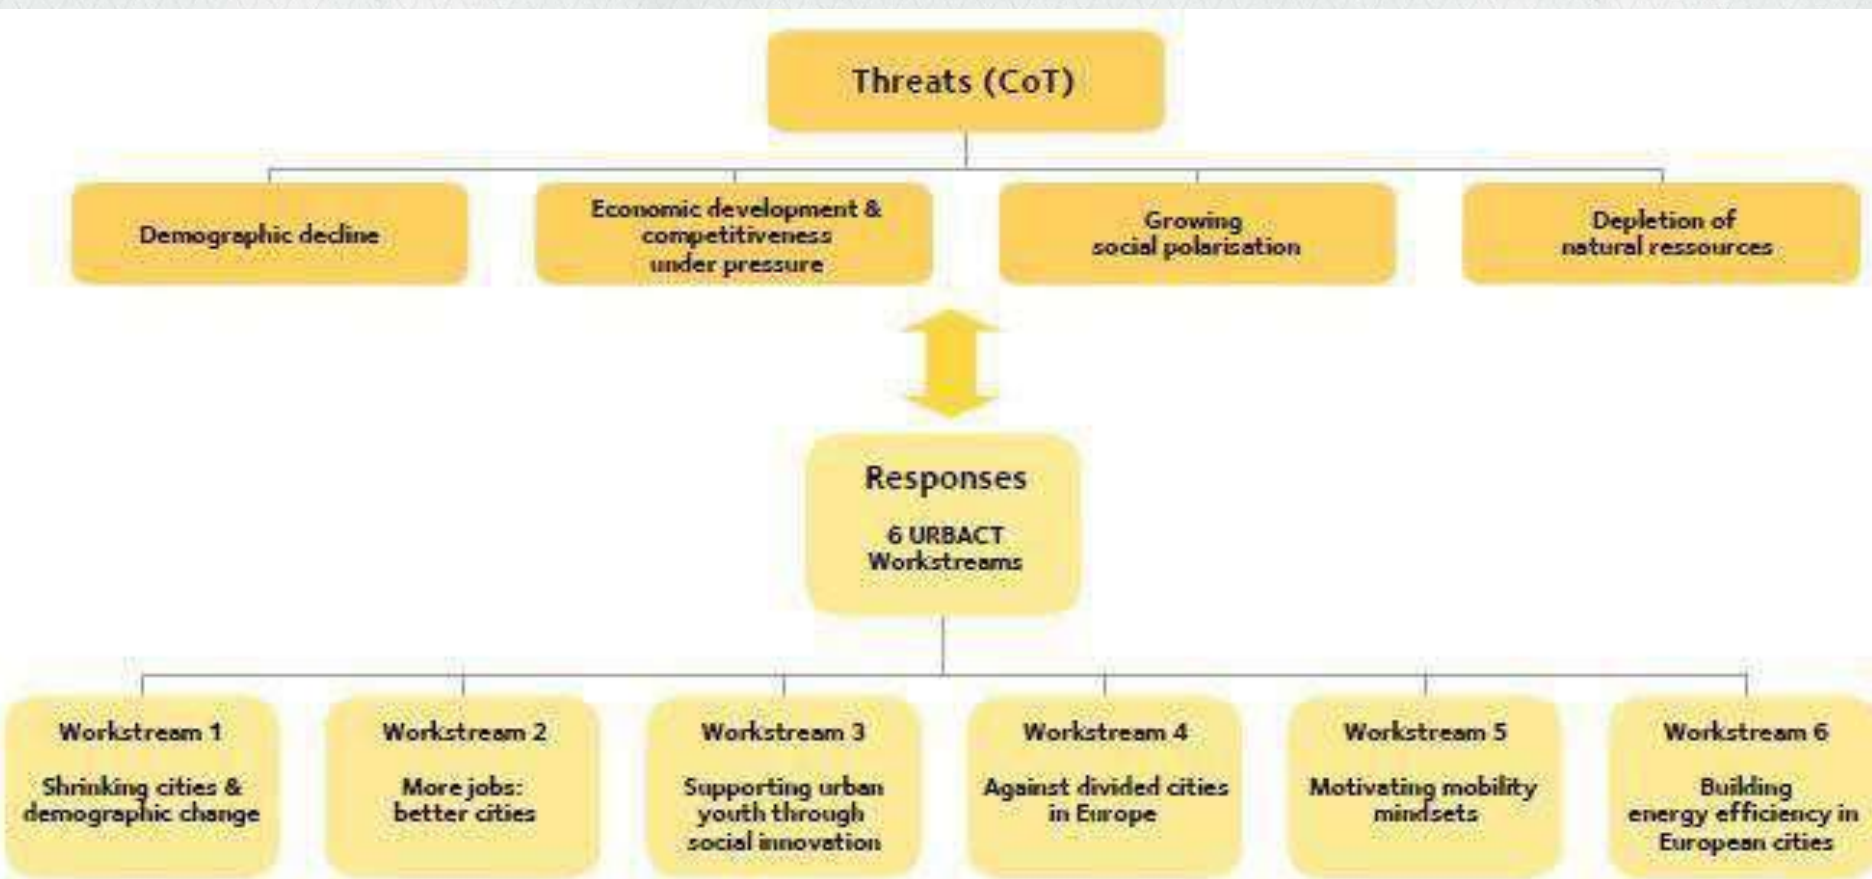 Threats (CoT)
Demographic decline
Economic development &
competitiveness
under pressure
Growing
social polarisation
Depletion of
natural ressources
Responses
6 URBACT
Workstreams
Workstream 1
Shrinking cities &
demographic change
Workstream 2
More jobs:
better cities
Workstream 3
Supporting urban
youth through
social innovation
Workstream 4
Against divided cities
in Europe
Workstream 5
Motivating mobility
mindsets
Workstream 6
Building
energy efficiency in
European cities